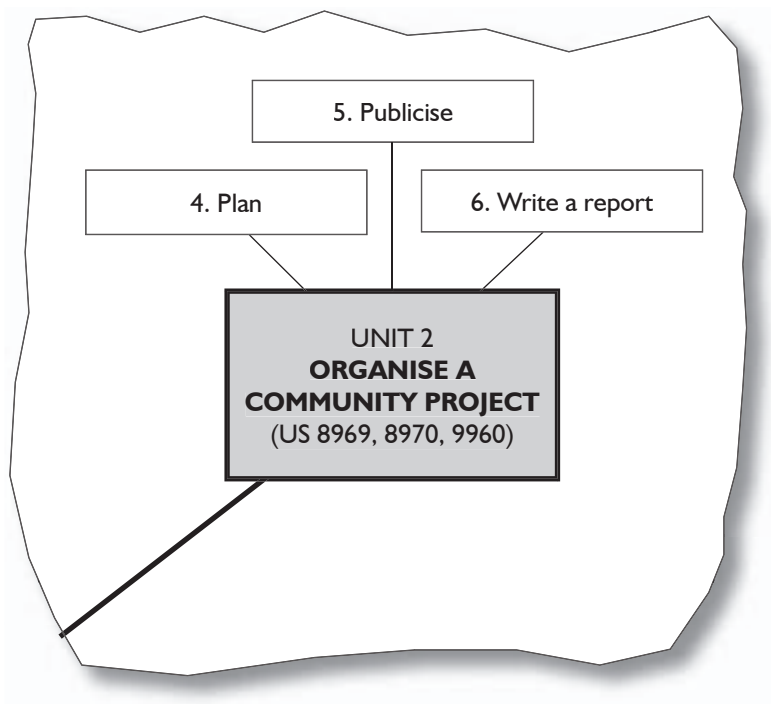 5. Publicise
4. Plan
6. Write a report
UNIT 2
ORGANISE A
COMMUNITY PROJECT
(US 8969, 8970, 9960)